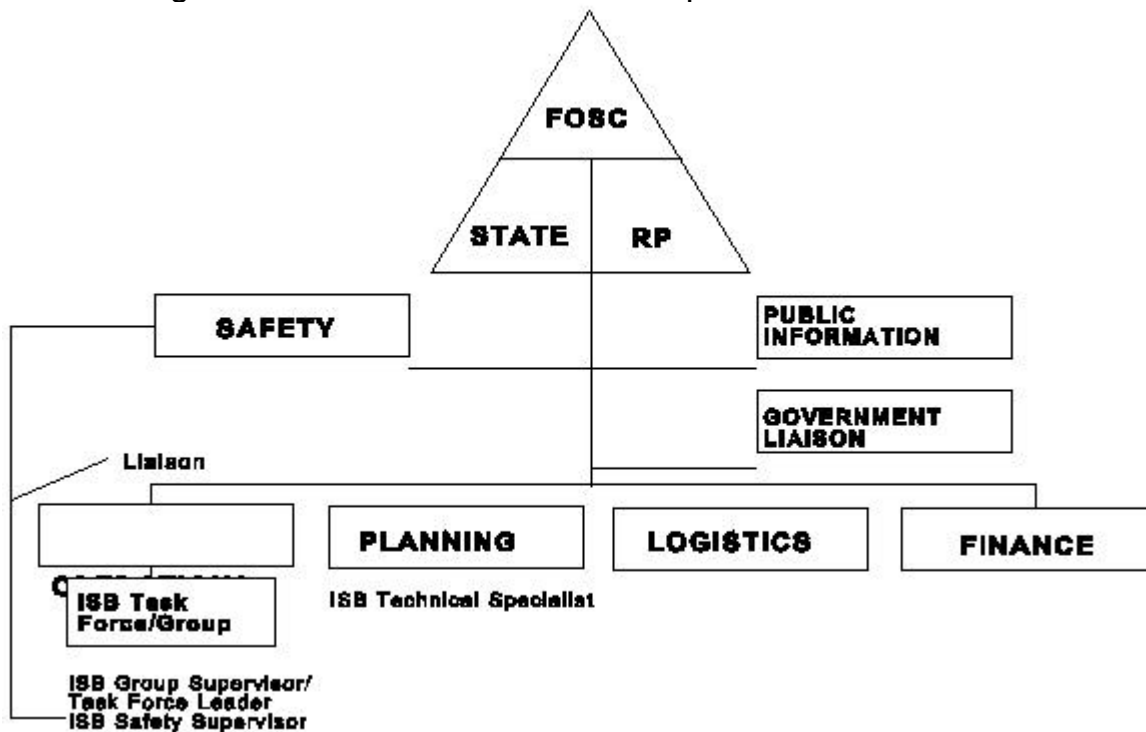 FOSC
STATE
RP
SAFETY
PUBLIC
INFORMATION
GOVERNMENT
LIAISON
Liaison
PLANNING
LOGISTICS
FINANCE
ISB Task
Force/Group
ISB Technical Specialist
ISB Group Supervisor/
Task Force Leader
ISB Safety Supervisor